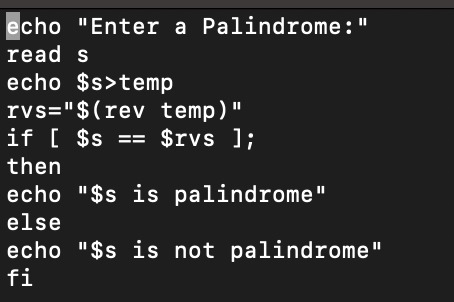 echo "Enter a Palindrome:"
read s
echo $s>temp
rvs="$(rev temp)"
if [ $s == $rvs ];
then
echo "$s is palindrome"
else
echo "$s is not palindrome"
fi